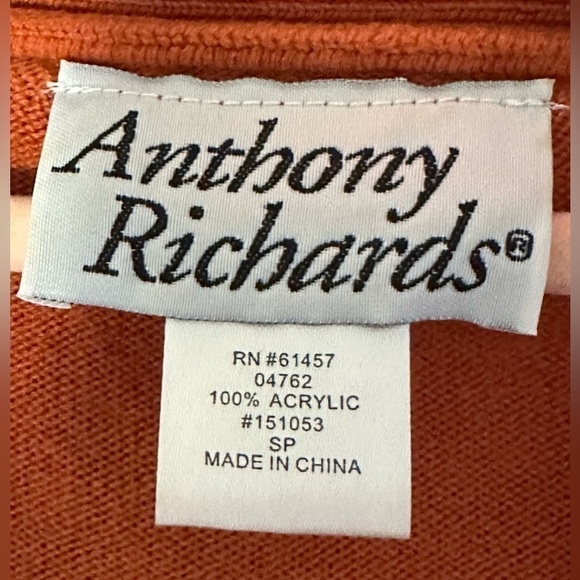 Anthony
Richards®
RN #61457
04762
100% ACRYLIC
#151053
SP
MADE IN CHINA